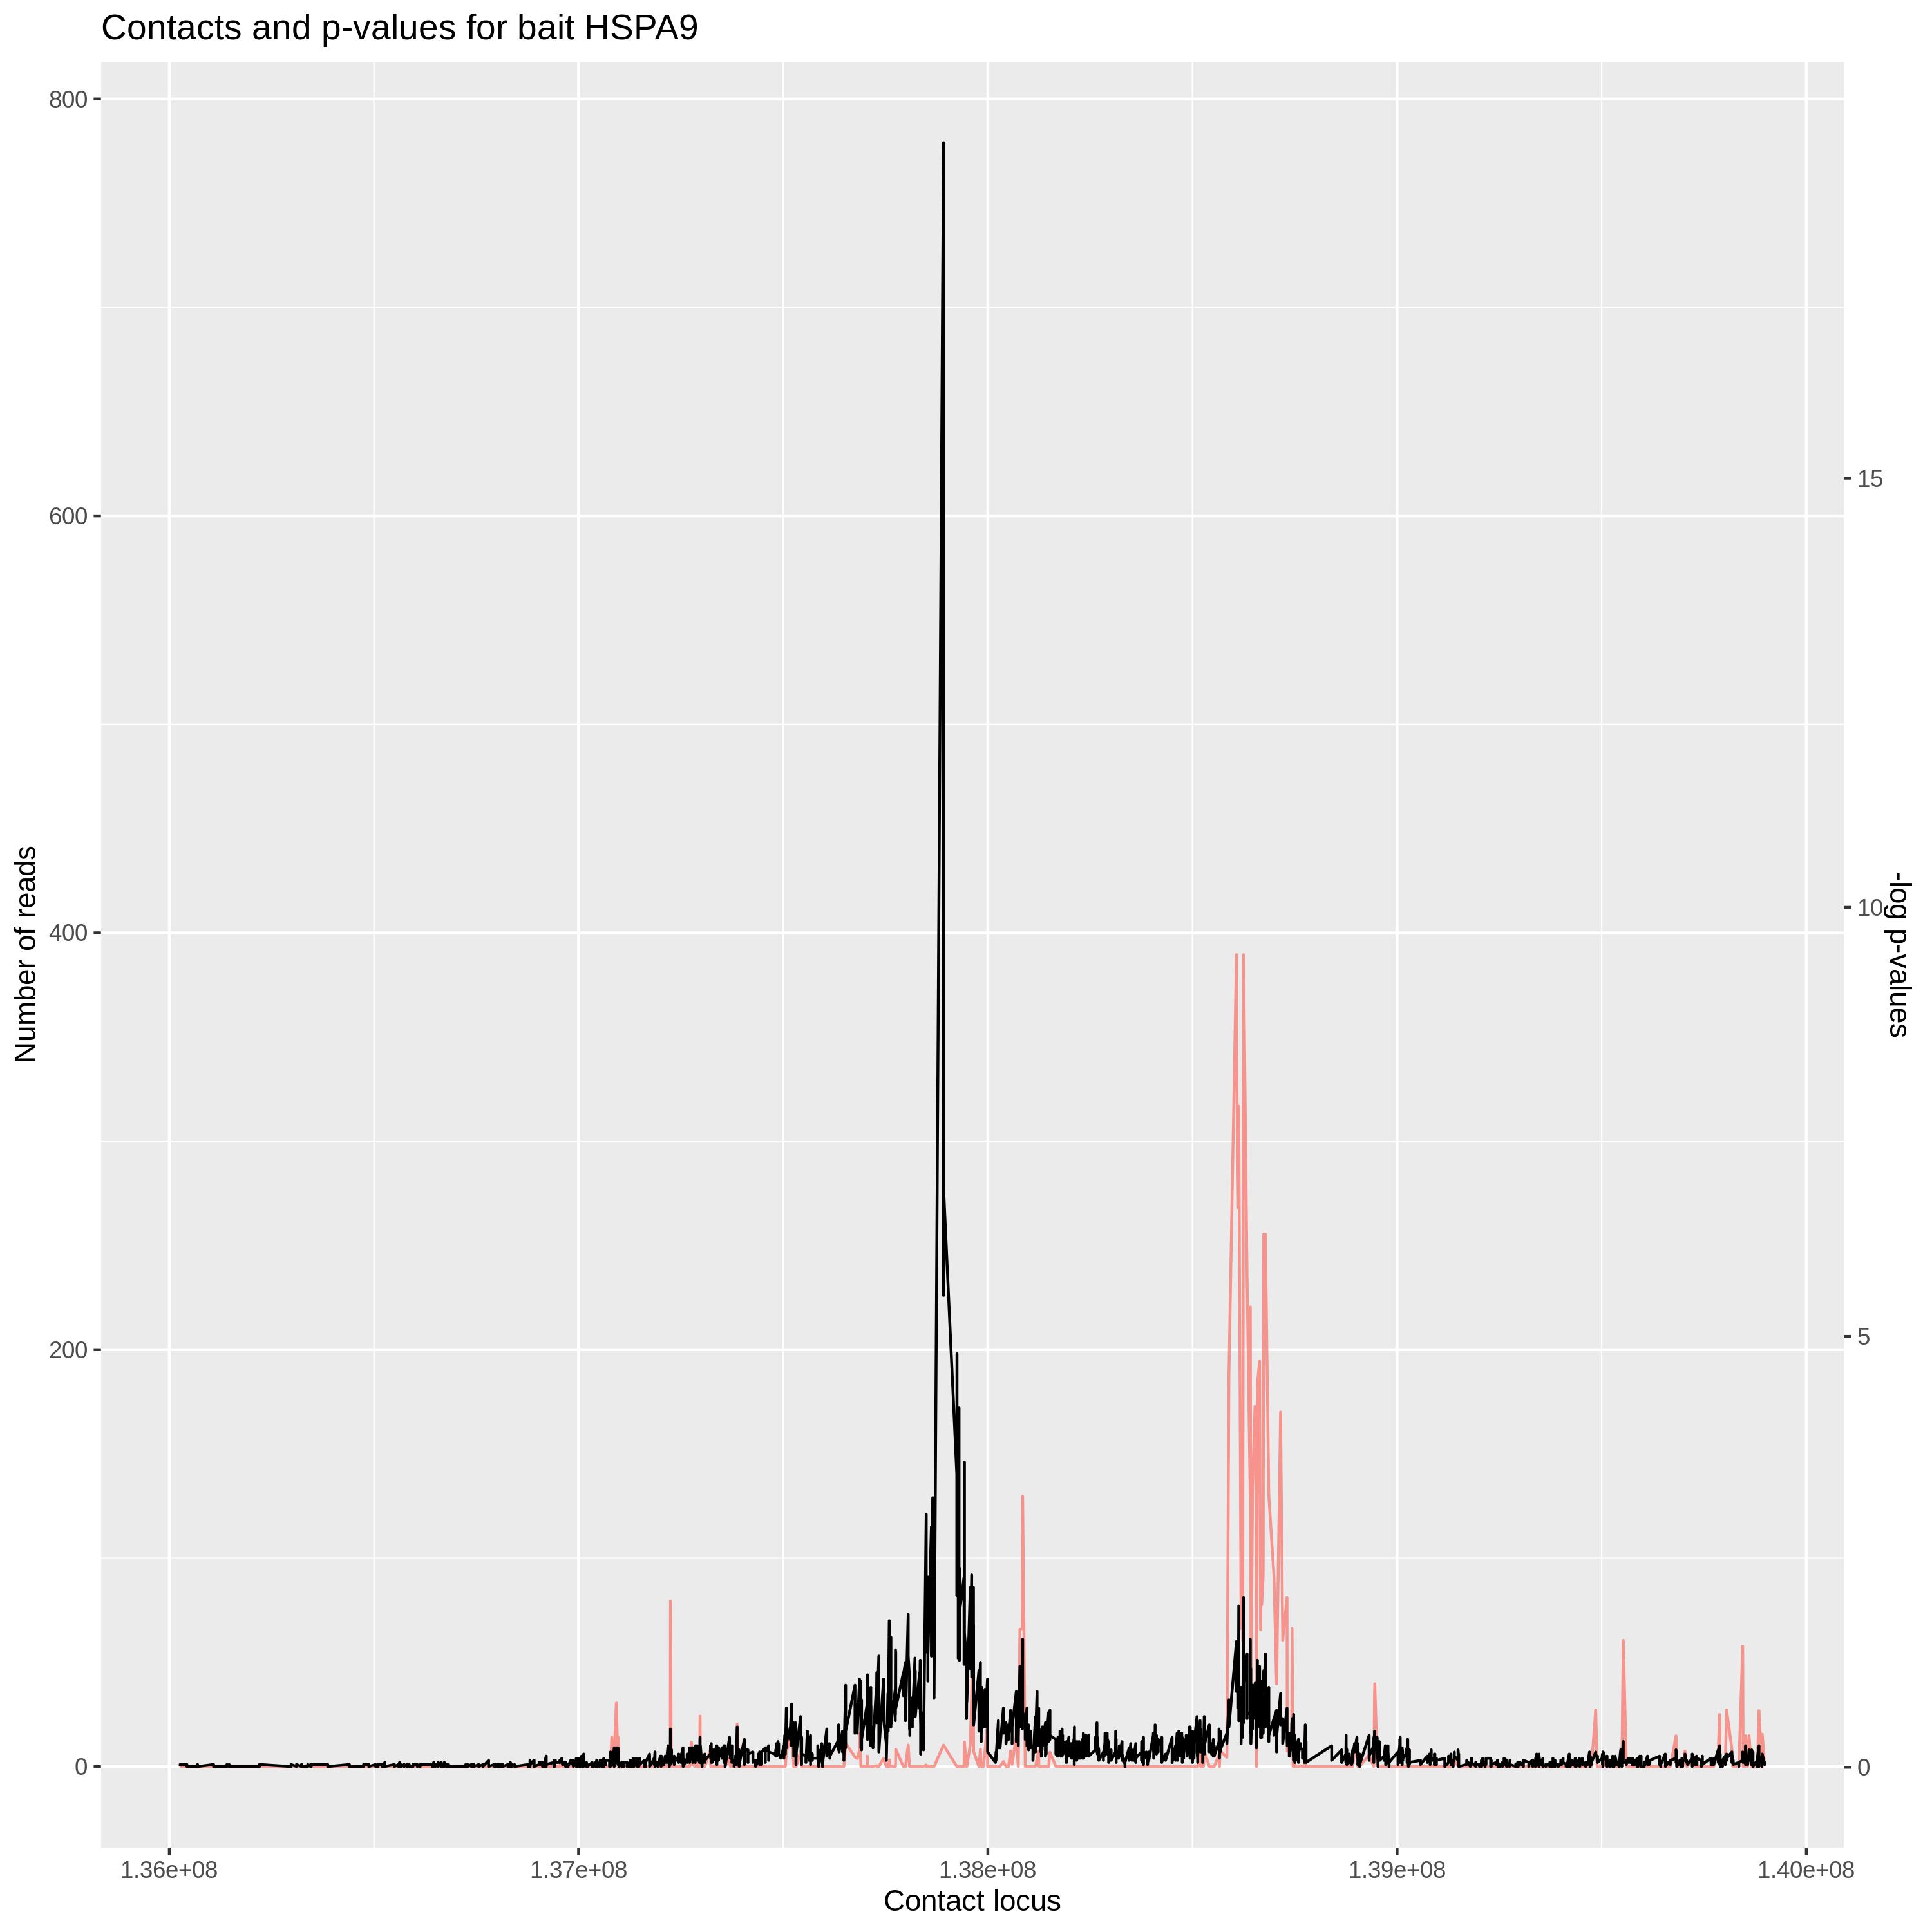 Contacts and p-values for bait HSPA9
800
600
400
200
0
Number of reads
15
10
5
0
-log p-values
1.36e+08
1.37e+08
1.38e+08
1.39e+08
1.40e+08
Contact locus